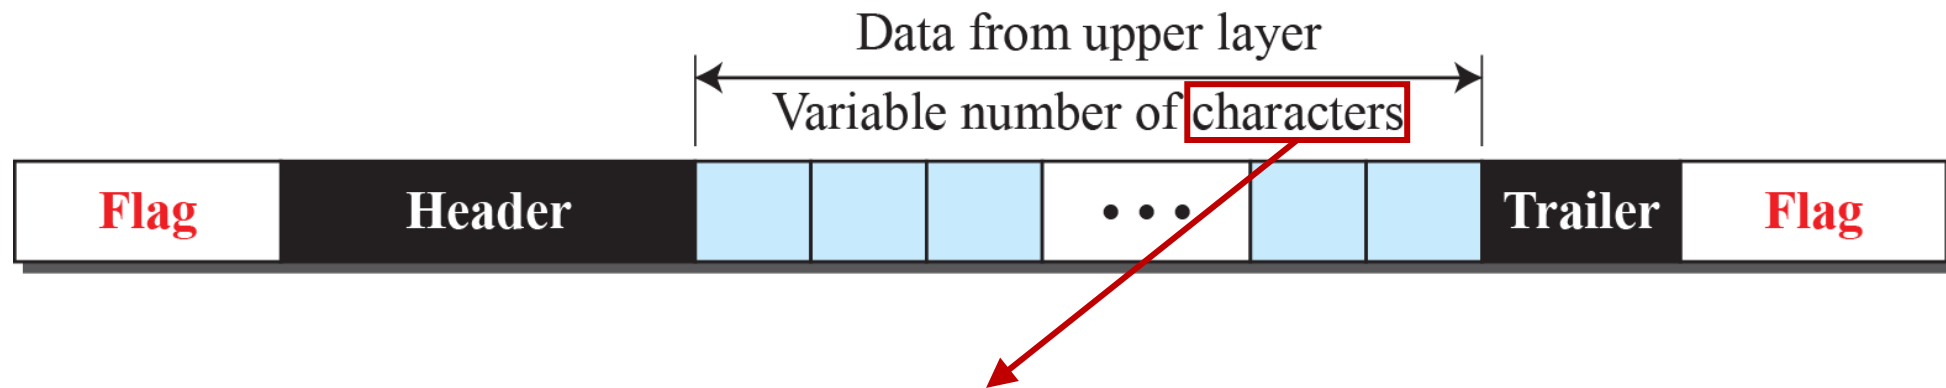 Data from upper layer
Variable number of characters
Flag Header • • • Trailer Flag